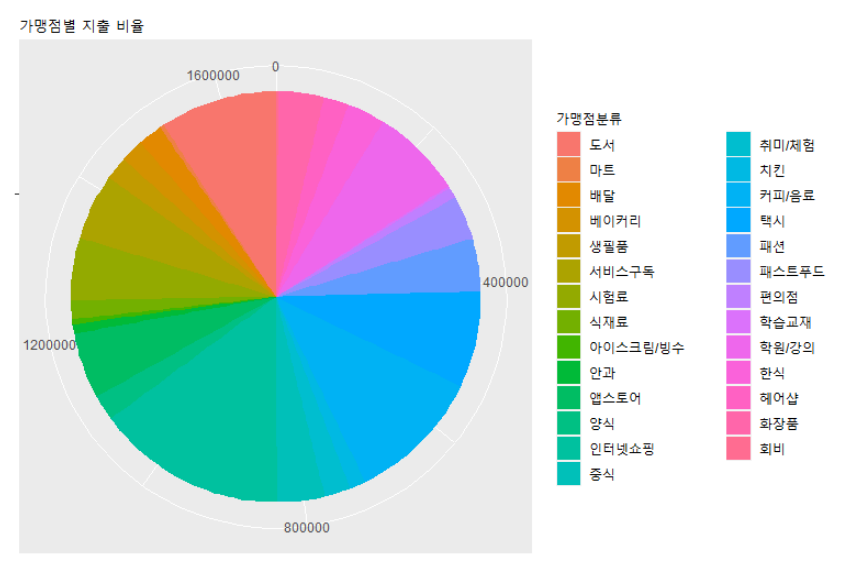 가맹점별 지출 비율
0
1600000
400000
1200000
800000
가맹점분류
도서
마트
배달
베이커리
생필품
서비스구독
시험료
식재료
아이스크림/빙수
안과
앱스토어
양식
인터넷쇼핑
중식
취미/체험
치킨
커피/음료
택시
패션
패스트푸드
편의점
학습교재
학원/강의
한식
헤어샵
화장품
회비